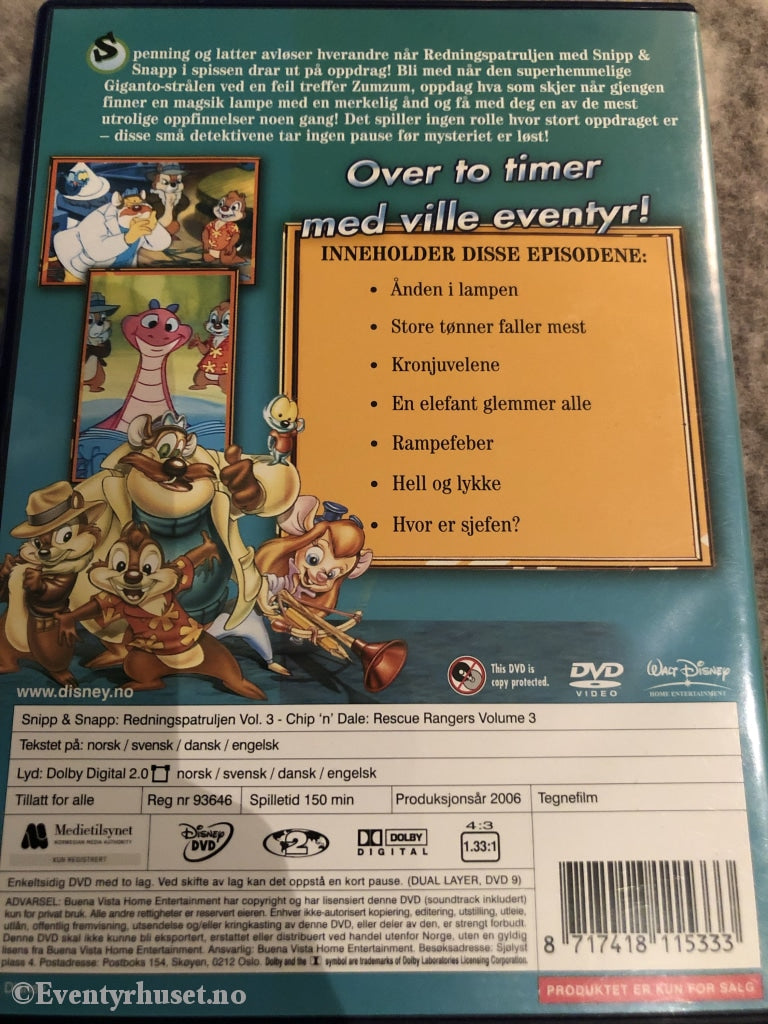 Spenning og latter avløser hverandre når Redningspatruljen med Snipp &
Snapp i spissen drar ut på oppdrag! Bli med når den superhemmelige
Giganto-strålen ved en feil treffer Zumzum, oppdag hva som skjer når gjengen
finner en magsik lampe med en merkelig ånd og få med deg en av de mest
utrolige oppfinnelser noen gang! Det spiller ingen rolle hvor stort oppdraget er
– disse små detektivene tar ingen pause før mysteriet er løst!
Over to timer
med ville eventyr!
INNEHOLDER DISSE EPISODENE:
• Ånden i lampen
• Store tønner faller mest
• Kronjuvelene
• En elefant glemmer alle
• Rampefeber
• Hell og lykke
• Hvor er sjefen?
www.disney.no
This DVD is
copy protected.
DVD
VIDEO
WALT DISNEY
HOME ENTERTAINMENT
Snipp & Snapp: Redningspatruljen Vol. 3 - Chip 'n' Dale: Rescue Rangers Volume 3
Tekstet på: norsk / svensk / dansk / engelsk
Lyd: Dolby Digital 2.0 norsk / svensk / dansk / engelsk
Tillatt for alle Reg nr 93646 Spilletid 150 min Produksjonsår 2006 Tegnefilm
Medietilsynet
NORWEGIAN MEDIA AUTHORITY
KUN REGISTRERT
Disney
DVD
2
DOLBY
DIGITAL
4:3
1.33:1
Enkeltsidig DVD med to lag. Ved skifte av lag kan det oppstå en kort pause. (DUAL LAYER, DVD 9)
ADVARSEL: Buena Vista Home Entertainment har copyright og har lisensiert denne DVD (soundtrack inkludert)
kun for privat bruk. Alle andre rettigheter er reservert eieren. Enhver ikke-autorisert kopiering, editering, utstilling, utleie,
utlån, offentlig fremvisning, utsendelse og/eller kringkasting av denne DVD, eller deler av den, er strengt forbudt.
Denne DVD skal ikke kunne bli eksportert, erstattet eller distribuert ved handel utenfor Norge, uten en gyldig
lisens fra Buena Vista Home Entertainment. Ansvarlig: Buena Vista Home Entertainment. Besøksadresse: Sjølyst
plass 4. Postadresse: Postboks 154, Skøyen, 0212 Oslo. Dolby and the symbol are trademarks of Dolby Laboratories Licensing Corporation.
8 717418 115333
PRODUKTET ER KUN FOR SALG
©Eventyrhuset.no